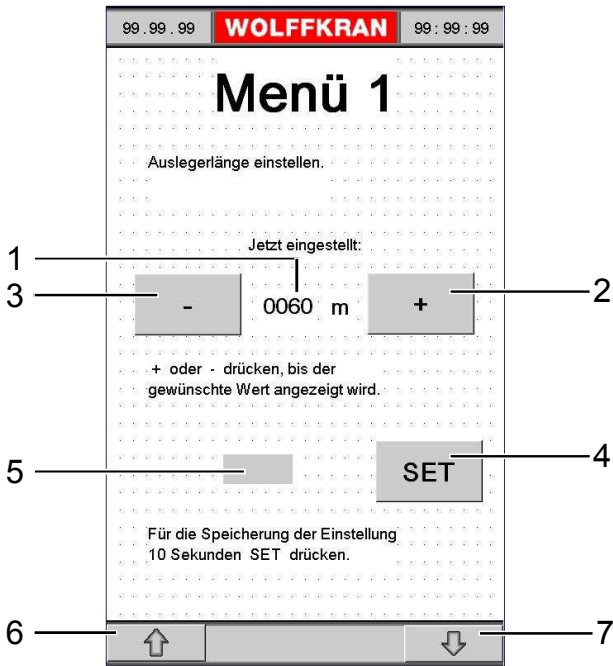 99.99.99 WOLFFKRAN 99:99:99
Menü 1
Auslegerlänge einstellen.
Jetzt eingestellt:
1
3 - 0060 m + 2
+ oder - drücken, bis der
gewünschte Wert angezeigt wird.
5 SET 4
Für die Speicherung der Einstellung
10 Sekunden SET drücken.
6 7